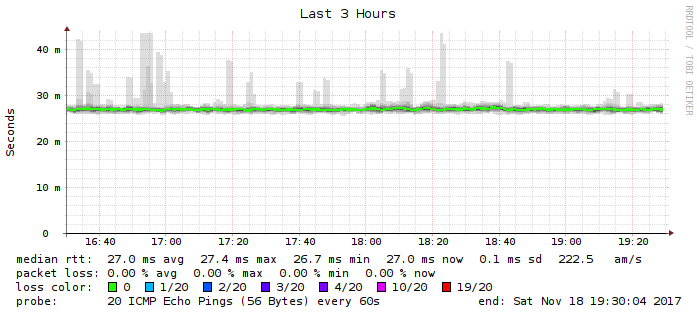 Last 3 Hours
RRDTOOL / TOBI OETIKER
Seconds
40 m
30 m
20 m
10 m
0
16:40 17:00 17:20 17:40 18:00 18:20 18:40 19:00 19:20
median rtt: 27.0 ms avg 27.4 ms max 26.7 ms min 27.0 ms now 0.1 ms sd 222.5 am/s
packet loss: 0.00 % avg 0.00 % max 0.00 % min 0.00 % now
loss color: 0 1/20 2/20 3/20 4/20 10/20 19/20
probe: 20 ICMP Echo Pings (56 Bytes) every 60s end: Sat Nov 18 19:30:04 2017